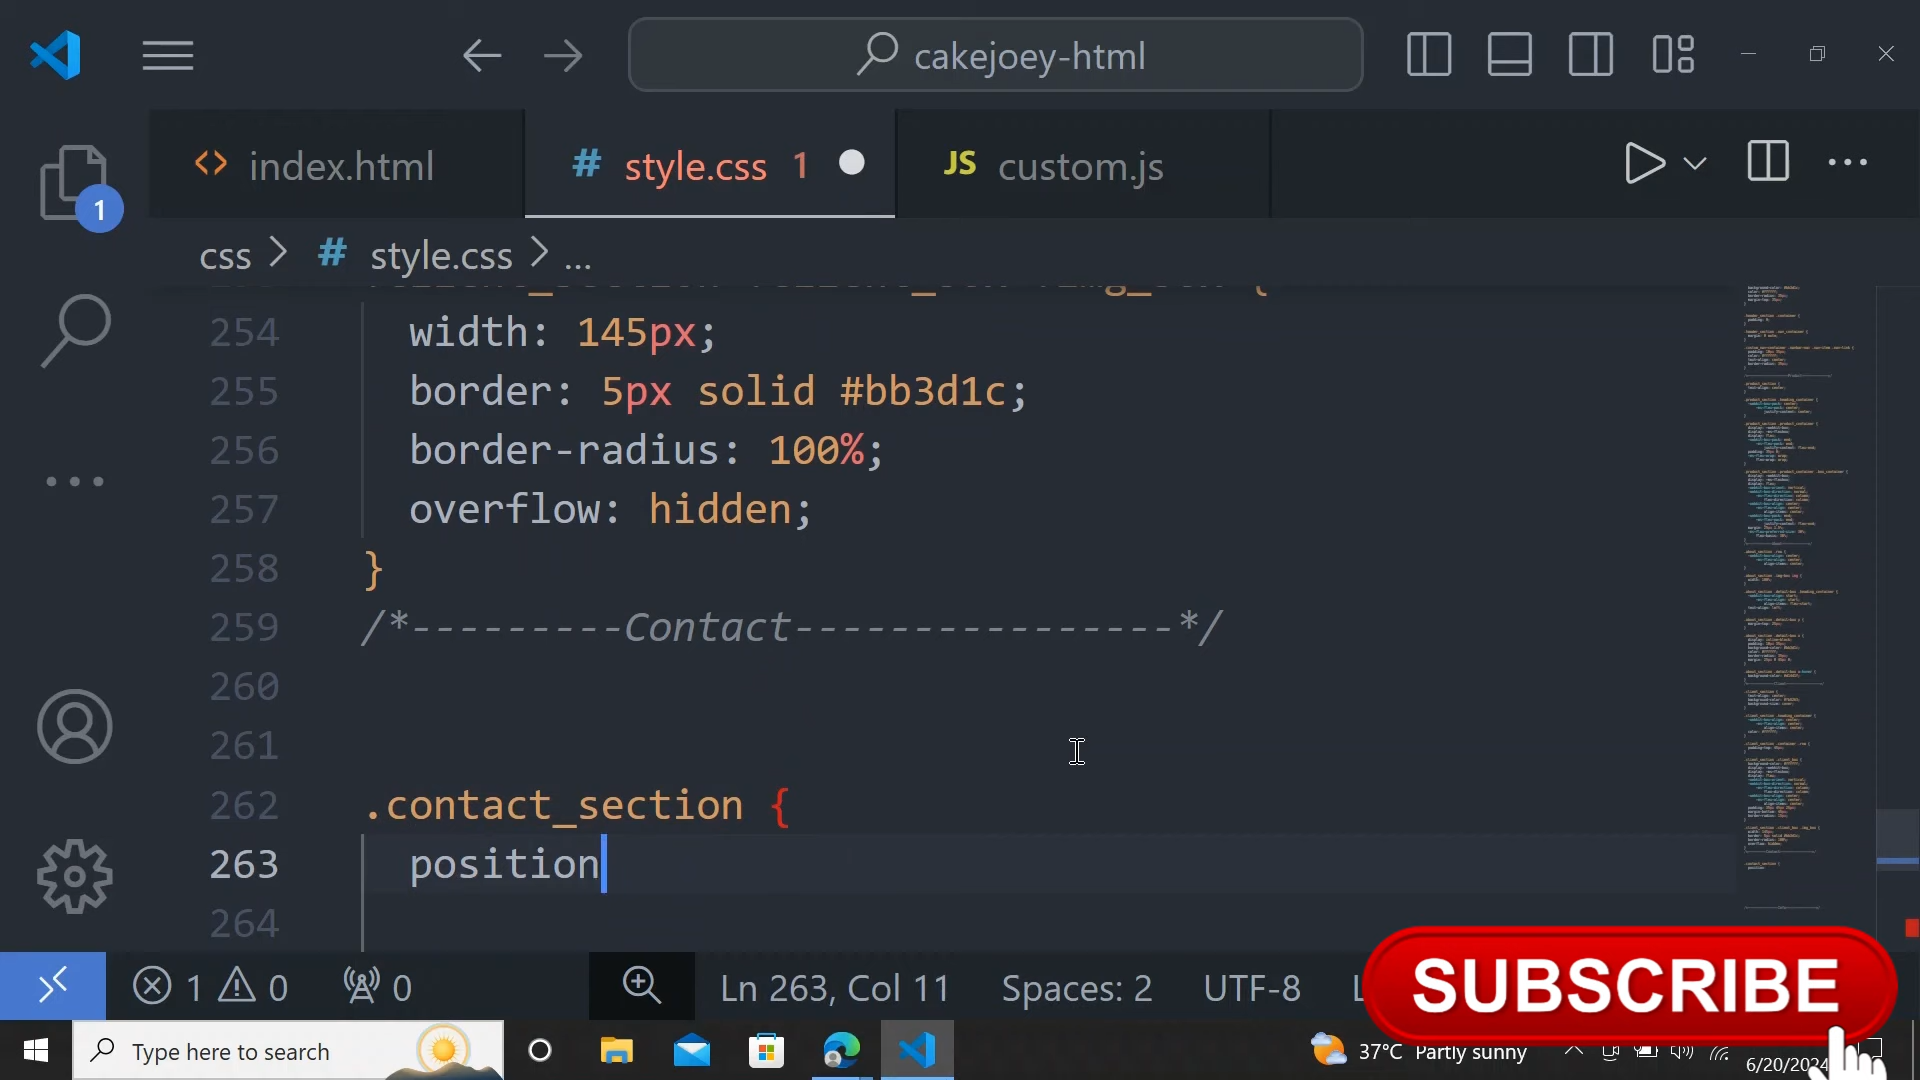 cakejoey-html
index.html
# style.css 1
JS custom.js
1
css > # style.css > ...
254 width: 145px;
255 border: 5px solid #bb3d1c;
256 border-radius: 100%;
257 overflow: hidden;
258 }
259 /*---------Contact----------------*/
260
261
262 .contact_section {
263 position
264
1 0 0
Ln 263, Col 11
Spaces: 2
UTF-8
SUBSCRIBE
Type here to search
37°C Partly sunny